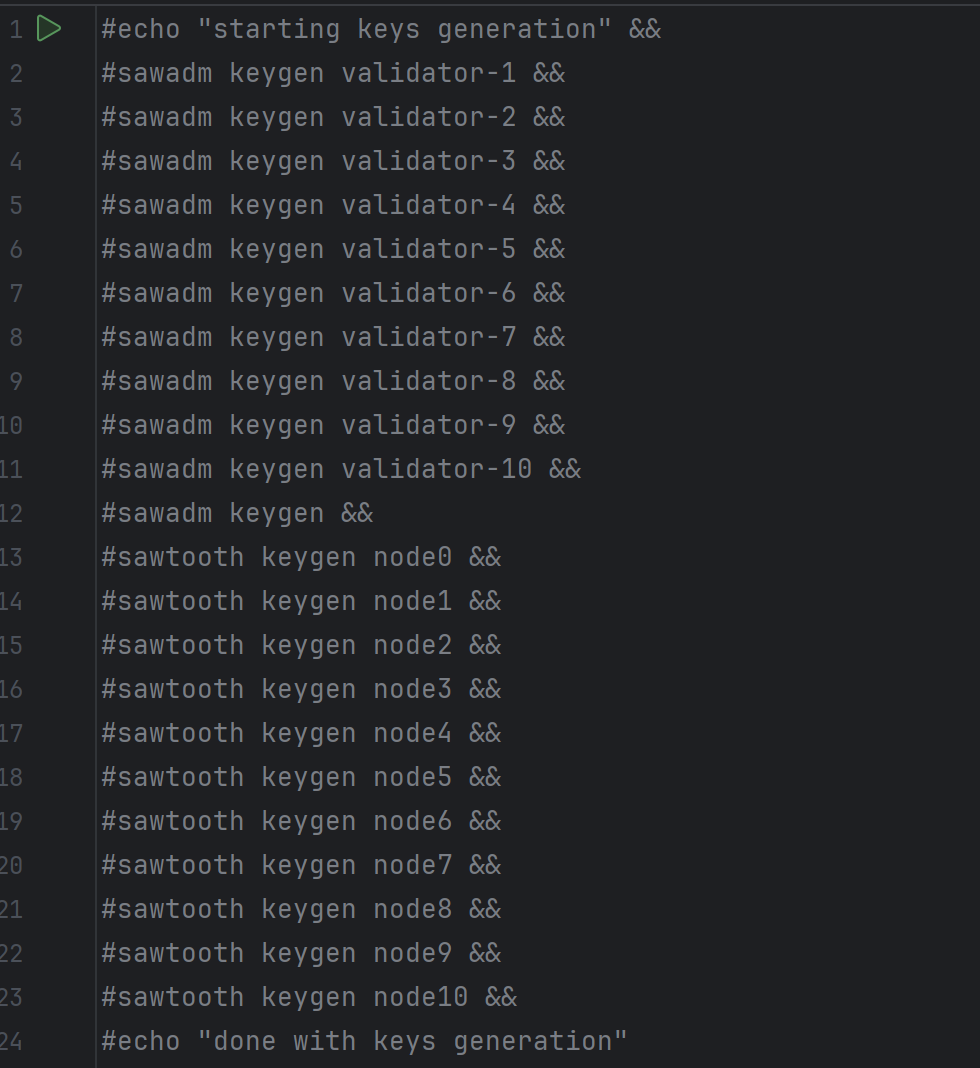 1 #echo "starting keys generation" &&
2 #sawadm keygen validator-1 &&
3 #sawadm keygen validator-2 &&
4 #sawadm keygen validator-3 &&
5 #sawadm keygen validator-4 &&
6 #sawadm keygen validator-5 &&
7 #sawadm keygen validator-6 &&
8 #sawadm keygen validator-7 &&
9 #sawadm keygen validator-8 &&
10 #sawadm keygen validator-9 &&
11 #sawadm keygen validator-10 &&
12 #sawadm keygen &&
13 #sawtooth keygen node0 &&
14 #sawtooth keygen node1 &&
15 #sawtooth keygen node2 &&
16 #sawtooth keygen node3 &&
17 #sawtooth keygen node4 &&
18 #sawtooth keygen node5 &&
19 #sawtooth keygen node6 &&
20 #sawtooth keygen node7 &&
21 #sawtooth keygen node8 &&
22 #sawtooth keygen node9 &&
23 #sawtooth keygen node10 &&
24 #echo "done with keys generation"